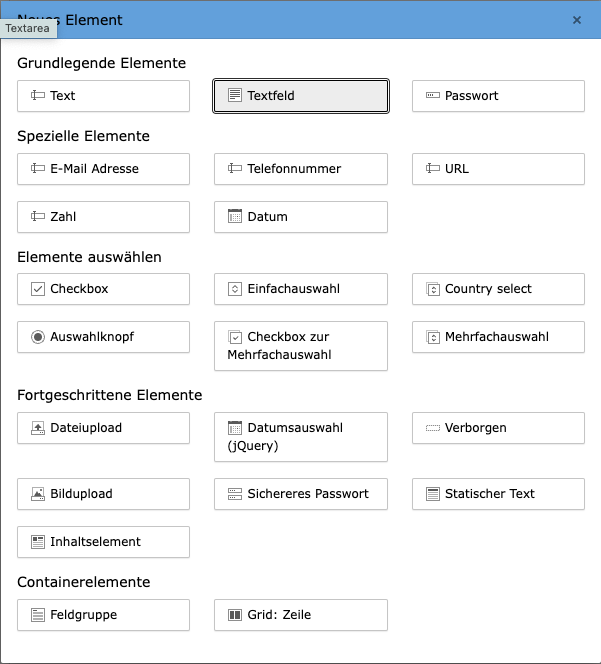 Neues Element
Textarea
Grundlegende Elemente
Text
Textfeld
Passwort
Spezielle Elemente
E-Mail Adresse
Telefonnummer
URL
Zahl
Datum
Elemente auswählen
Checkbox
Einfachauswahl
Country select
Auswahlknopf
Checkbox zur
Mehrfachauswahl
Mehrfachauswahl
Fortgeschrittene Elemente
Dateiupload
Datumsauswahl
(jQuery)
Verborgen
Bildupload
Sichereres Passwort
Statischer Text
Inhaltselement
Containerelemente
Feldgruppe
Grid: Zeile